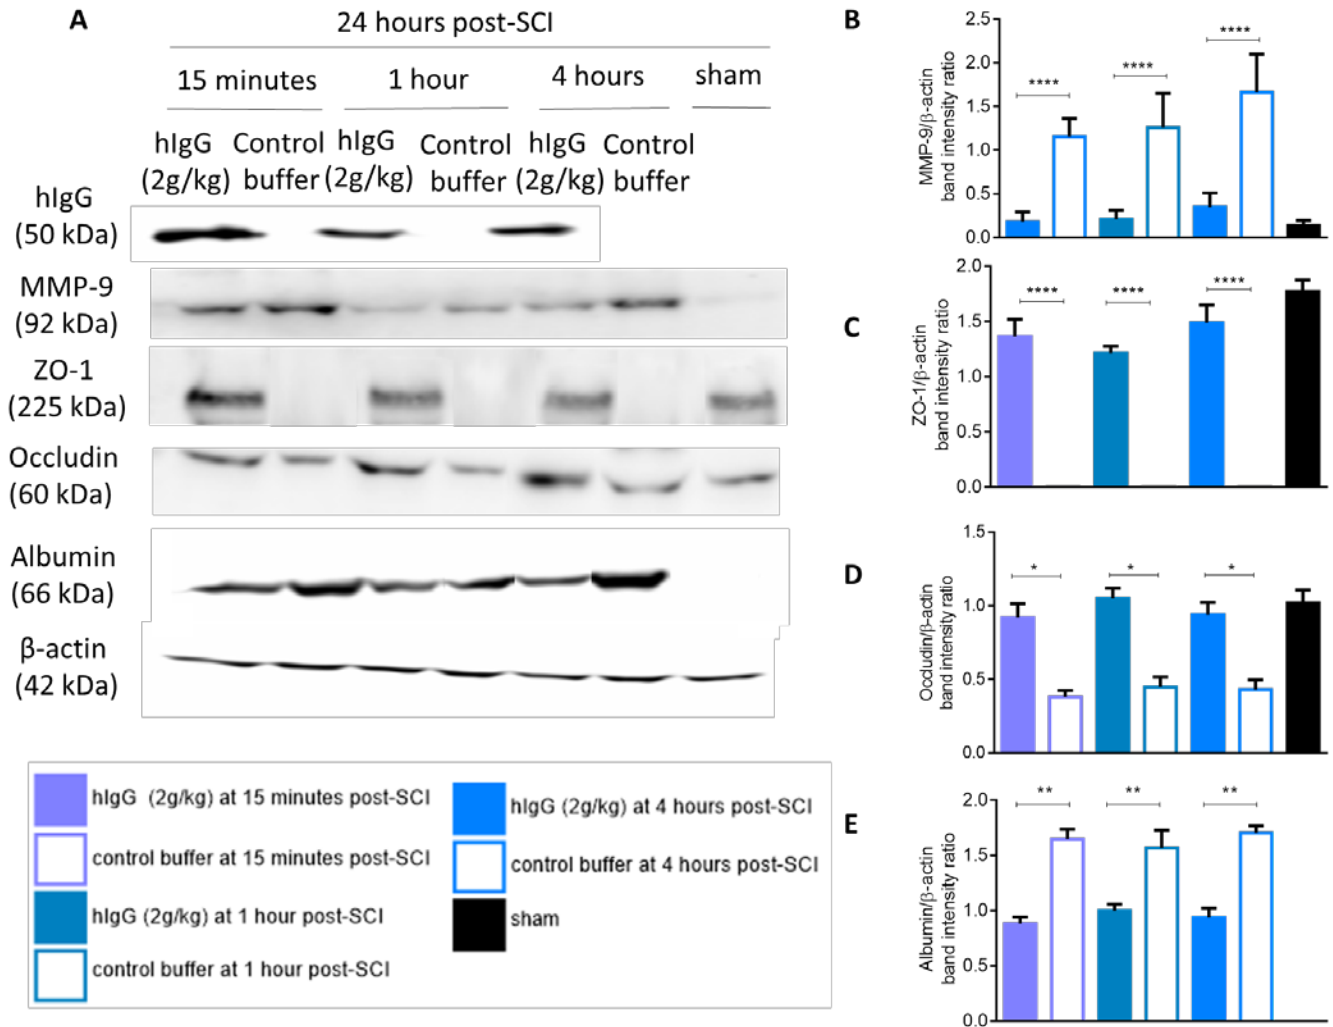 A
24 hours post-SCI
15 minutes
1 hour
4 hours
sham
hIgG
(2g/kg)
Control
buffer
hIgG
(2g/kg)
Control
buffer
hIgG
(2g/kg)
Control
buffer
hIgG
(50 kDa)
MMP-9
(92 kDa)
ZO-1
(225 kDa)
Occludin
(60 kDa)
Albumin
(66 kDa)
β-actin
(42 kDa)
hIgG (2g/kg) at 15 minutes post-SCI
control buffer at 15 minutes post-SCI
hIgG (2g/kg) at 1 hour post-SCI
control buffer at 1 hour post-SCI
hIgG (2g/kg) at 4 hours post-SCI
control buffer at 4 hours post-SCI
sham
B
MMP-9/β-actin
band intensity ratio
2.5
2.0
1.5
1.0
0.5
0.0
****
****
****
C
ZO-1/β-actin
band intensity ratio
2.0
1.5
1.0
0.5
0.0
****
****
****
D
Occludin/β-actin
band intensity ratio
1.5
1.0
0.5
0.0
*
*
*
E
Albumin/β-actin
band intensity ratio
2.0
1.5
1.0
0.5
0.0
**
**
**